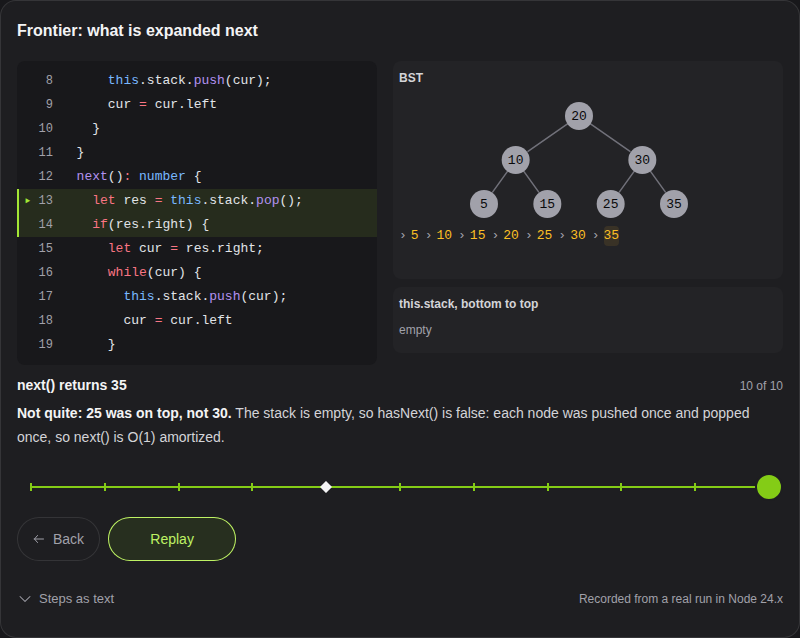 Frontier: what is expanded next
8 this.stack.push(cur);
9 cur = cur.left
10 }
11 }
12 next(): number {
13 let res = this.stack.pop();
14 if(res.right) {
15 let cur = res.right;
16 while(cur) {
17 this.stack.push(cur);
18 cur = cur.left
19 }
BST
20
10 30
5 15 25 35
› 5 › 10 › 15 › 20 › 25 › 30 › 35
this.stack, bottom to top
empty
next() returns 35
10 of 10
Not quite: 25 was on top, not 30. The stack is empty, so hasNext() is false: each node was pushed once and popped
once, so next() is O(1) amortized.
← Back
Replay
Steps as text
Recorded from a real run in Node 24.x